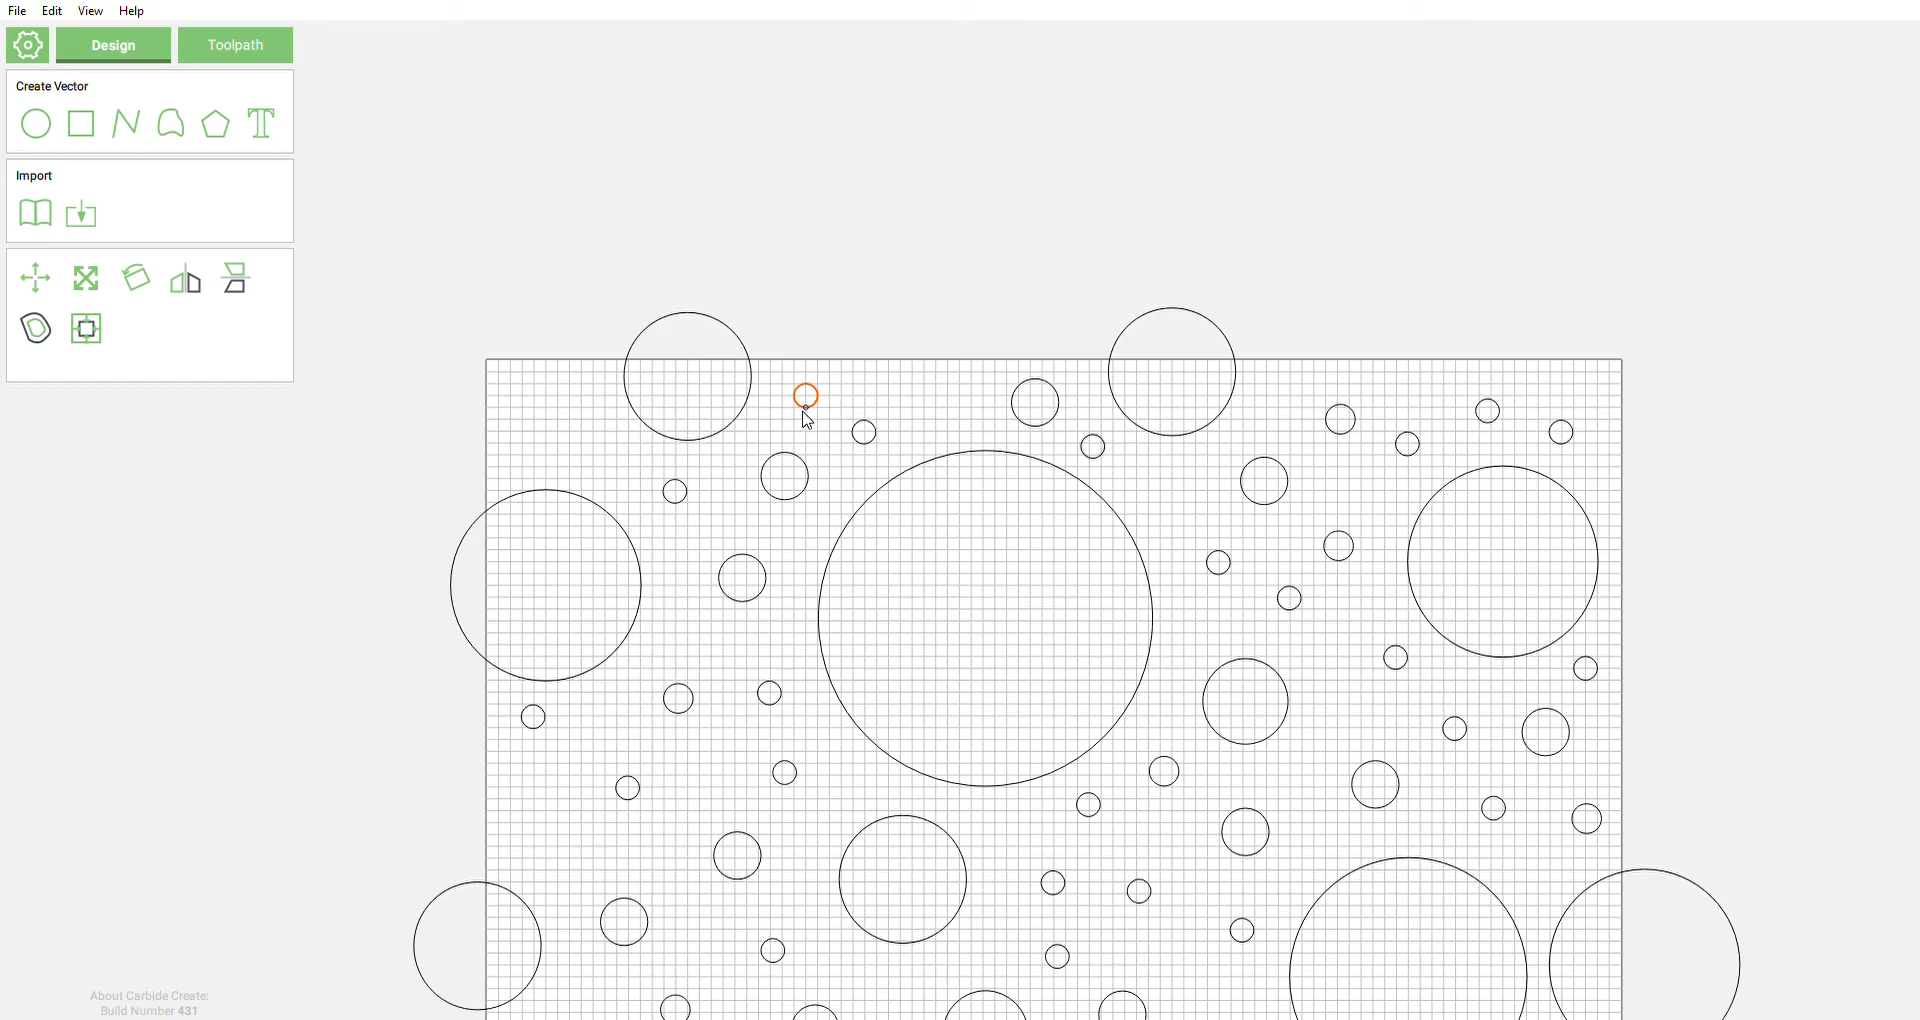 File Edit View Help
Design Toolpath
Create Vector
T
Import
About Carbide Create:
Build Number 431